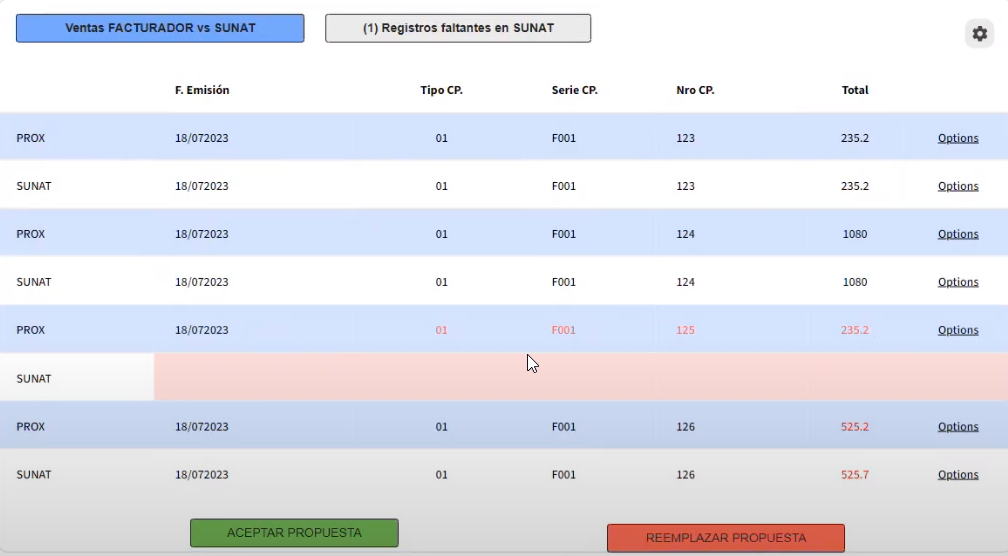 Ventas FACTURADOR vs SUNAT (1) Registros faltantes en SUNAT
F. Emisión Tipo CP. Serie CP. Nro CP. Total
PROX 18/072023 01 F001 123 235.2 Options
SUNAT 18/072023 01 F001 123 235.2 Options
PROX 18/072023 01 F001 124 1080 Options
SUNAT 18/072023 01 F001 124 1080 Options
PROX 18/072023 01 F001 125 235.2 Options
SUNAT
PROX 18/072023 01 F001 126 525.2 Options
SUNAT 18/072023 01 F001 126 525.7 Options
ACEPTAR PROPUESTA REEMPLAZAR PROPUESTA